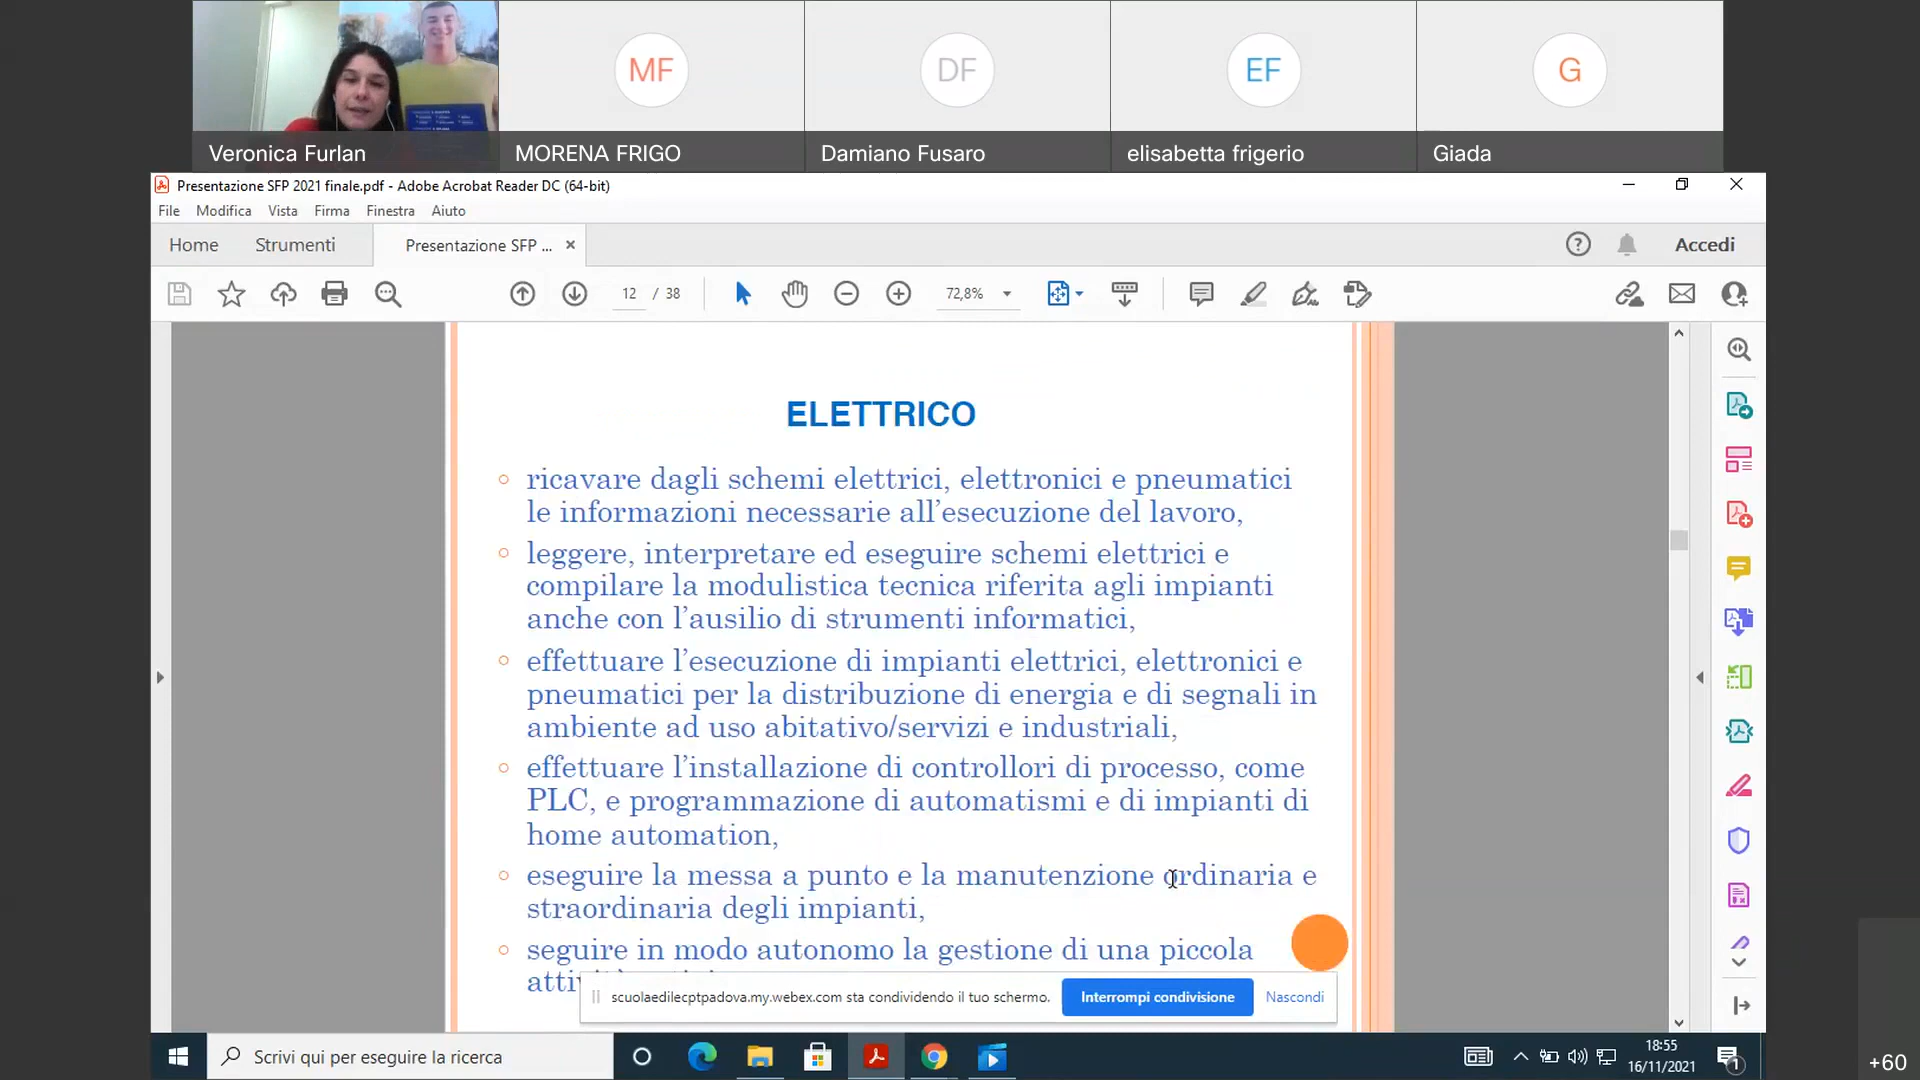 MF
DF
EF
G
Veronica Furlan
MORENA FRIGO
Damiano Fusaro
elisabetta frigerio
Giada
Presentazione SFP 2021 finale.pdf - Adobe Acrobat Reader DC (64-bit)
File Modifica Vista Firma Finestra Aiuto
Home Strumenti Presentazione SFP ... × Accedi
12 / 38 72,8%
ELETTRICO
ricavare dagli schemi elettrici, elettronici e pneumatici
le informazioni necessarie all’esecuzione del lavoro,
leggere, interpretare ed eseguire schemi elettrici e
compilare la modulistica tecnica riferita agli impianti
anche con l’ausilio di strumenti informatici,
effettuare l’esecuzione di impianti elettrici, elettronici e
pneumatici per la distribuzione di energia e di segnali in
ambiente ad uso abitativo/servizi e industriali,
effettuare l’installazione di controllori di processo, come
PLC, e programmazione di automatismi e di impianti di
home automation,
eseguire la messa a punto e la manutenzione ordinaria e
straordinaria degli impianti,
seguire in modo autonomo la gestione di una piccola
scuolaedilecptpadova.my.webex.com sta condividendo il tuo schermo. Interrompi condivisione Nascondi
Scrivi qui per eseguire la ricerca
18:55
16/11/2021
1
+60